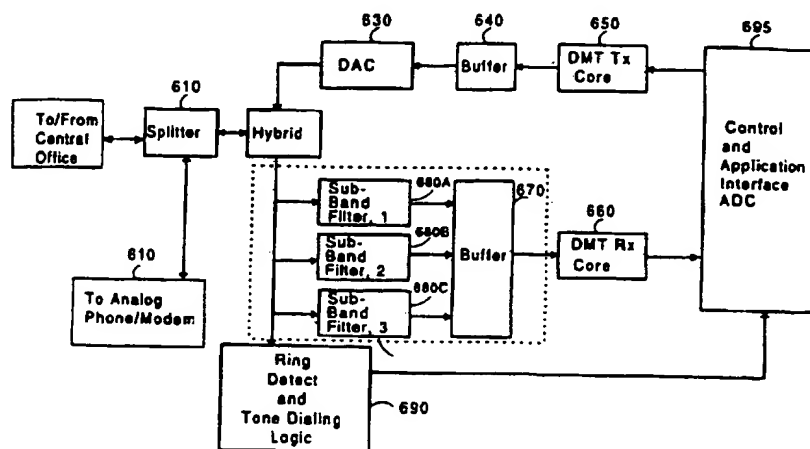 630
640
650
695
DAC
Buffer
DMT Tx
Core
610
To/From
Central
Office
Splitter
Hybrid
Control
and
Application
Interface
ADC
Sub-
Band
Filter, 1
680A
670
Sub-
Band
Filter, 2
680B
Buffer
660
DMT Rx
Core
610
To Analog
Phone/Modem
Sub-
Band
Filter, 3
680C
Ring
Detect
and
Tone Dialing
Logic
690